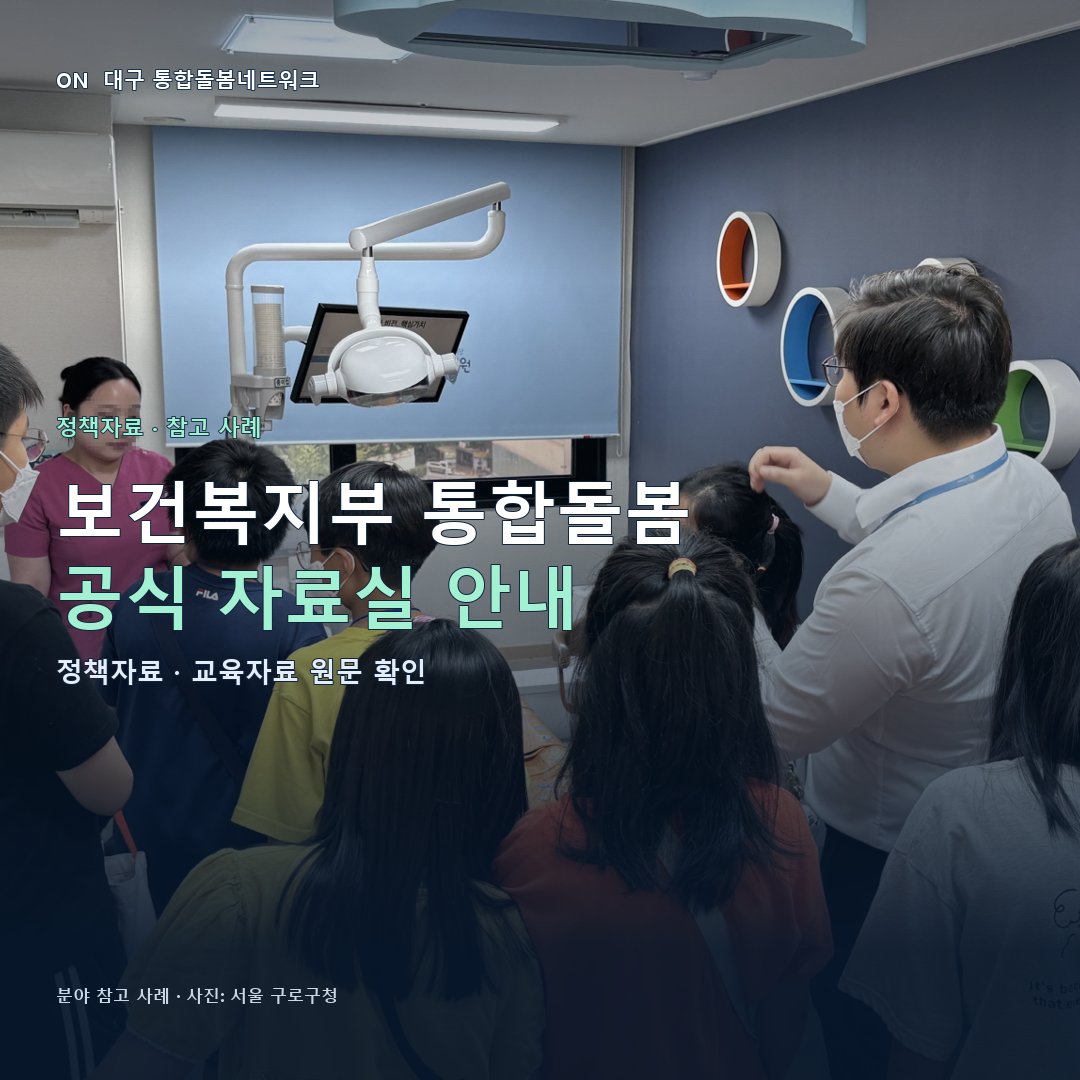 ON 대구 통합돌봄네트워크
정책자료 · 참고 사례
보건복지부 통합돌봄
공식 자료실 안내
정책자료 · 교육자료 원문 확인
FILA
분야 참고 사례 · 사진: 서울 구로구청